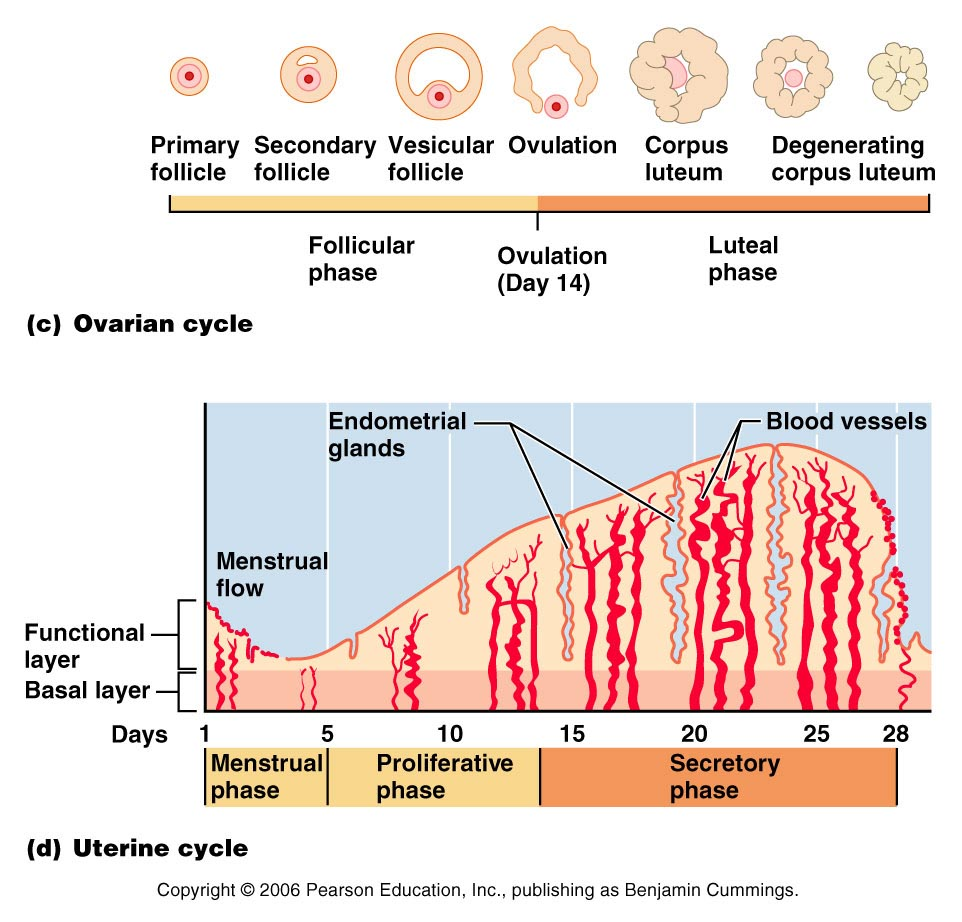 Primary Secondary Vesicular Ovulation Corpus Degenerating
follicle follicle follicle luteum corpus luteum
Follicular phase
Ovulation
(Day 14)
Luteal
phase
(c) Ovarian cycle
Endometrial
glands
Blood vessels
Menstrual
flow
Functional
layer
Basal layer
Days 1 5 10 15 20 25 28
Menstrual
phase
Proliferative
phase
Secretory
phase
(d) Uterine cycle
Copyright © 2006 Pearson Education, Inc., publishing as Benjamin Cummings.